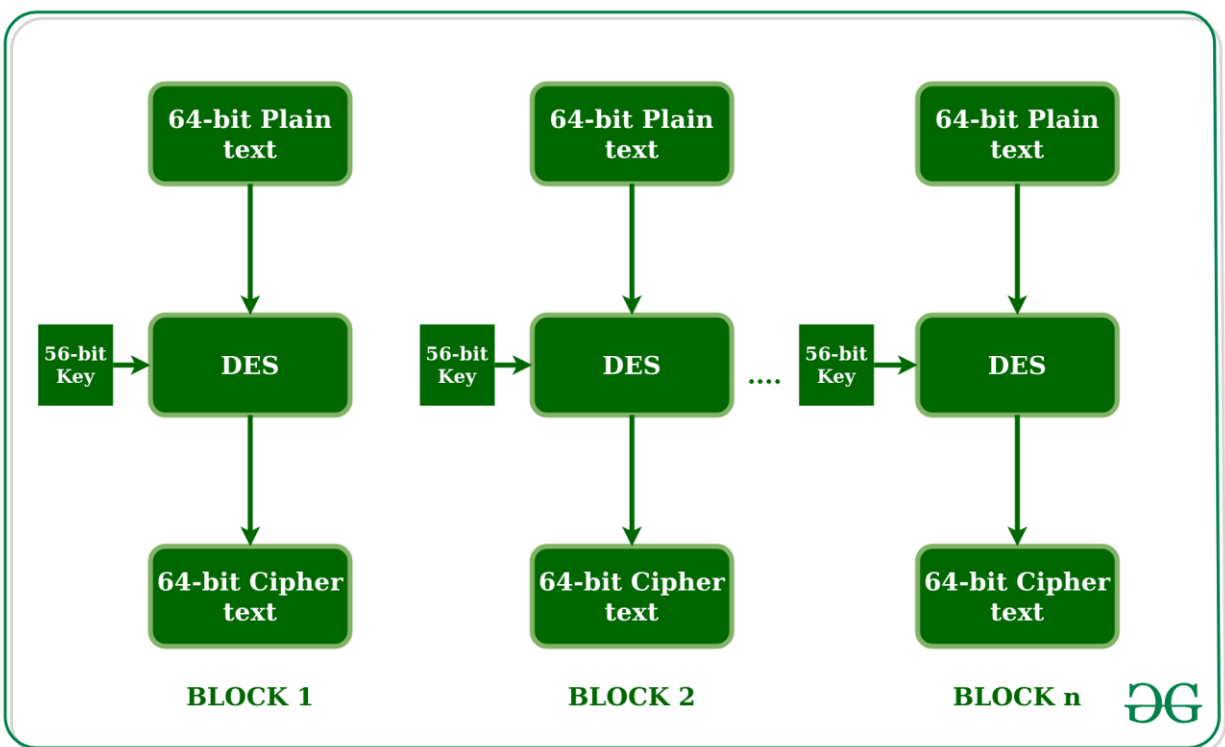 64-bit Plain
text
64-bit Plain
text
64-bit Plain
text
56-bit
Key
DES
56-bit
Key
DES
....
56-bit
Key
DES
64-bit Cipher
text
64-bit Cipher
text
64-bit Cipher
text
BLOCK 1
BLOCK 2
BLOCK n